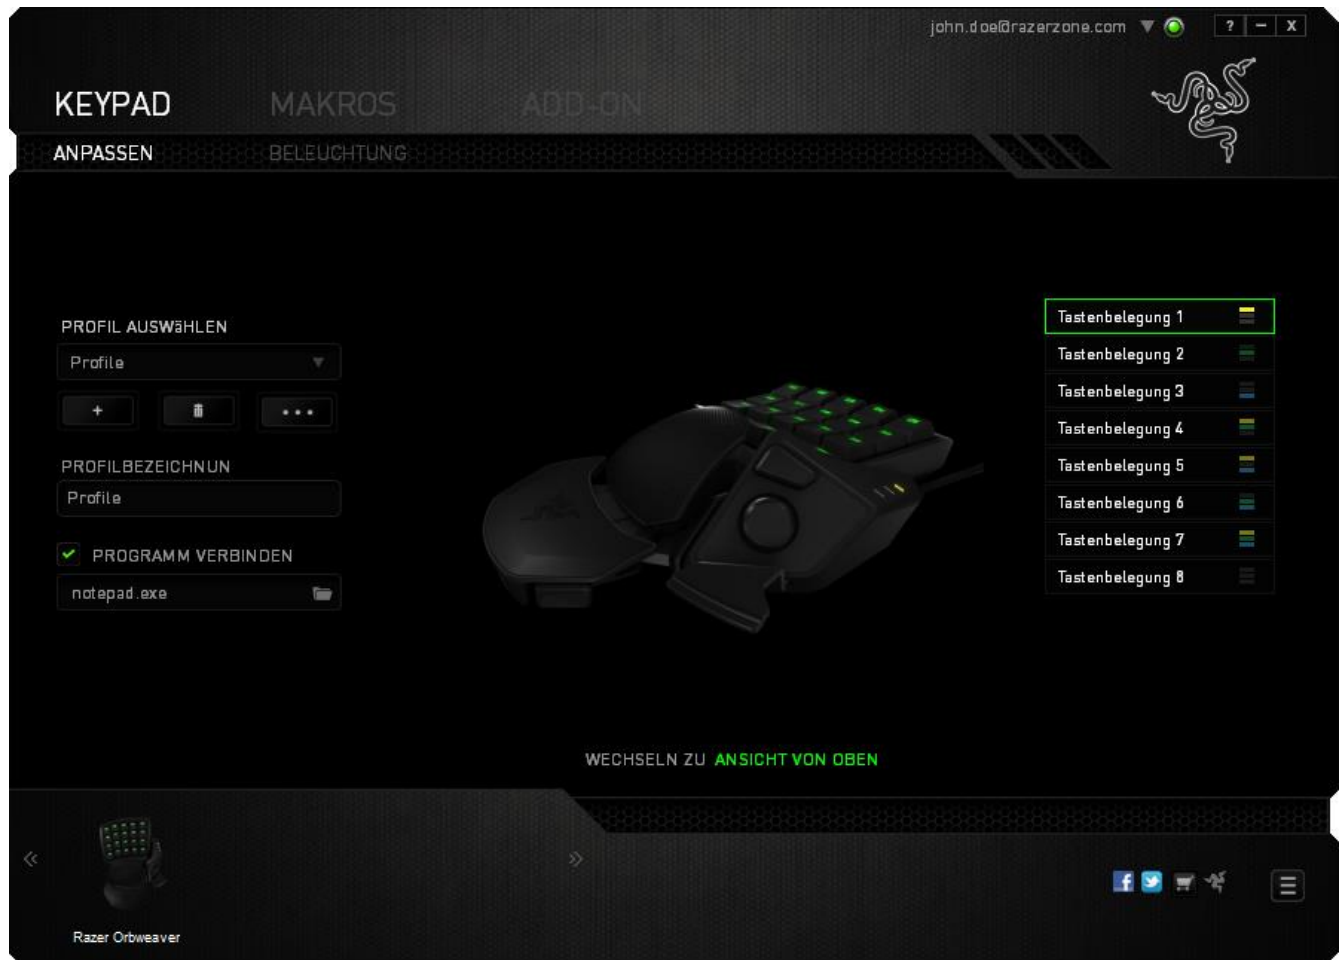 john.doe@razerzone.com
? – X
KEYPAD MAKROS ADD-ON
ANPASSEN BELEUCHTUNG
PROFIL AUSWäHLEN
Profile
+ •••
PROFILBEZEICHNUN
Profile
PROGRAMM VERBINDEN
notepad.exe
Tastenbelegung 1
Tastenbelegung 2
Tastenbelegung 3
Tastenbelegung 4
Tastenbelegung 5
Tastenbelegung 6
Tastenbelegung 7
Tastenbelegung 8
WECHSELN ZU ANSICHT VON OBEN
« »
Razer Orbweaver